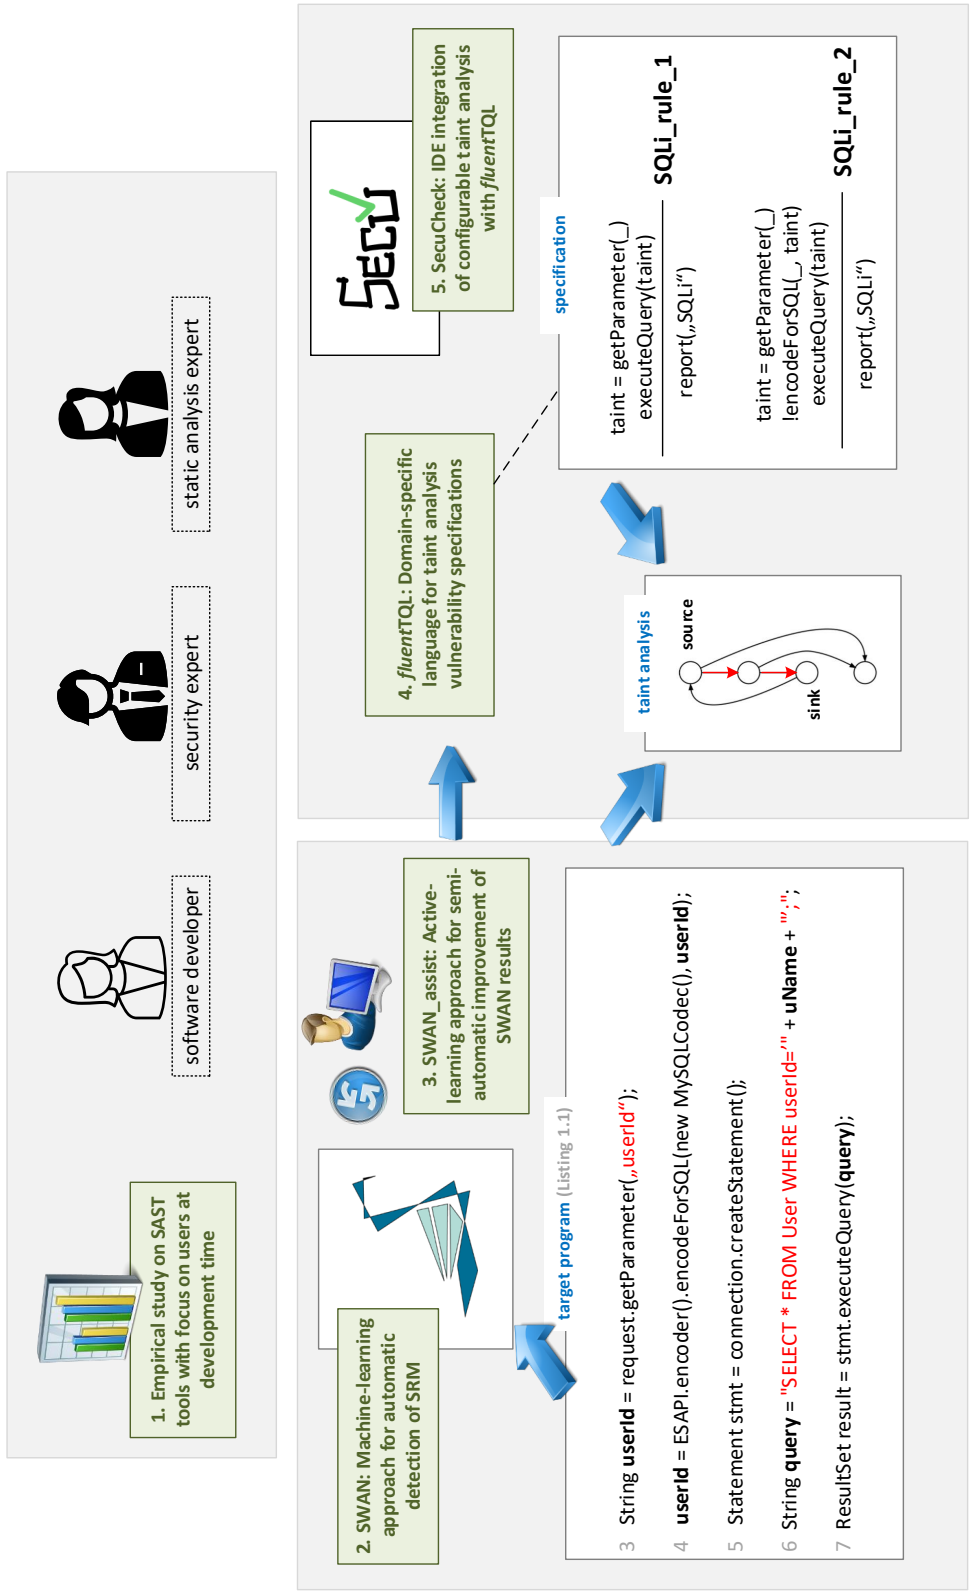 1. Empirical study on SAST
tools with focus on users at
development time
software developer
security expert
static analysis expert
2. SWAN: Machine-learning
approach for automatic
detection of SRM
3. SWAN_assist: Active-
learning approach for semi-
automatic improvement of
SWAN results
target program (Listing 1.1)
3 String userId = request.getParameter(„userId“);
4 userId = ESAPI.encoder().encodeForSQL(new MySQLCodec(), userId);
5 Statement stmt = connection.createStatement();
6 String query = "SELECT * FROM User WHERE userId='" + uName + "';";
7 ResultSet result = stmt.executeQuery(query);
4. fluentTQL: Domain-specific
language for taint analysis
vulnerability specifications
SECU
5. SecuCheck: IDE integration
of configurable taint analysis
with fluentTQL
taint analysis
source
sink
specification
taint = getParameter(_)
executeQuery(taint)
SQLi_rule_1
report(„SQLi“)
taint = getParameter(_)
!encodeForSQL(_, taint)
executeQuery(taint)
SQLi_rule_2
report(„SQLi“)